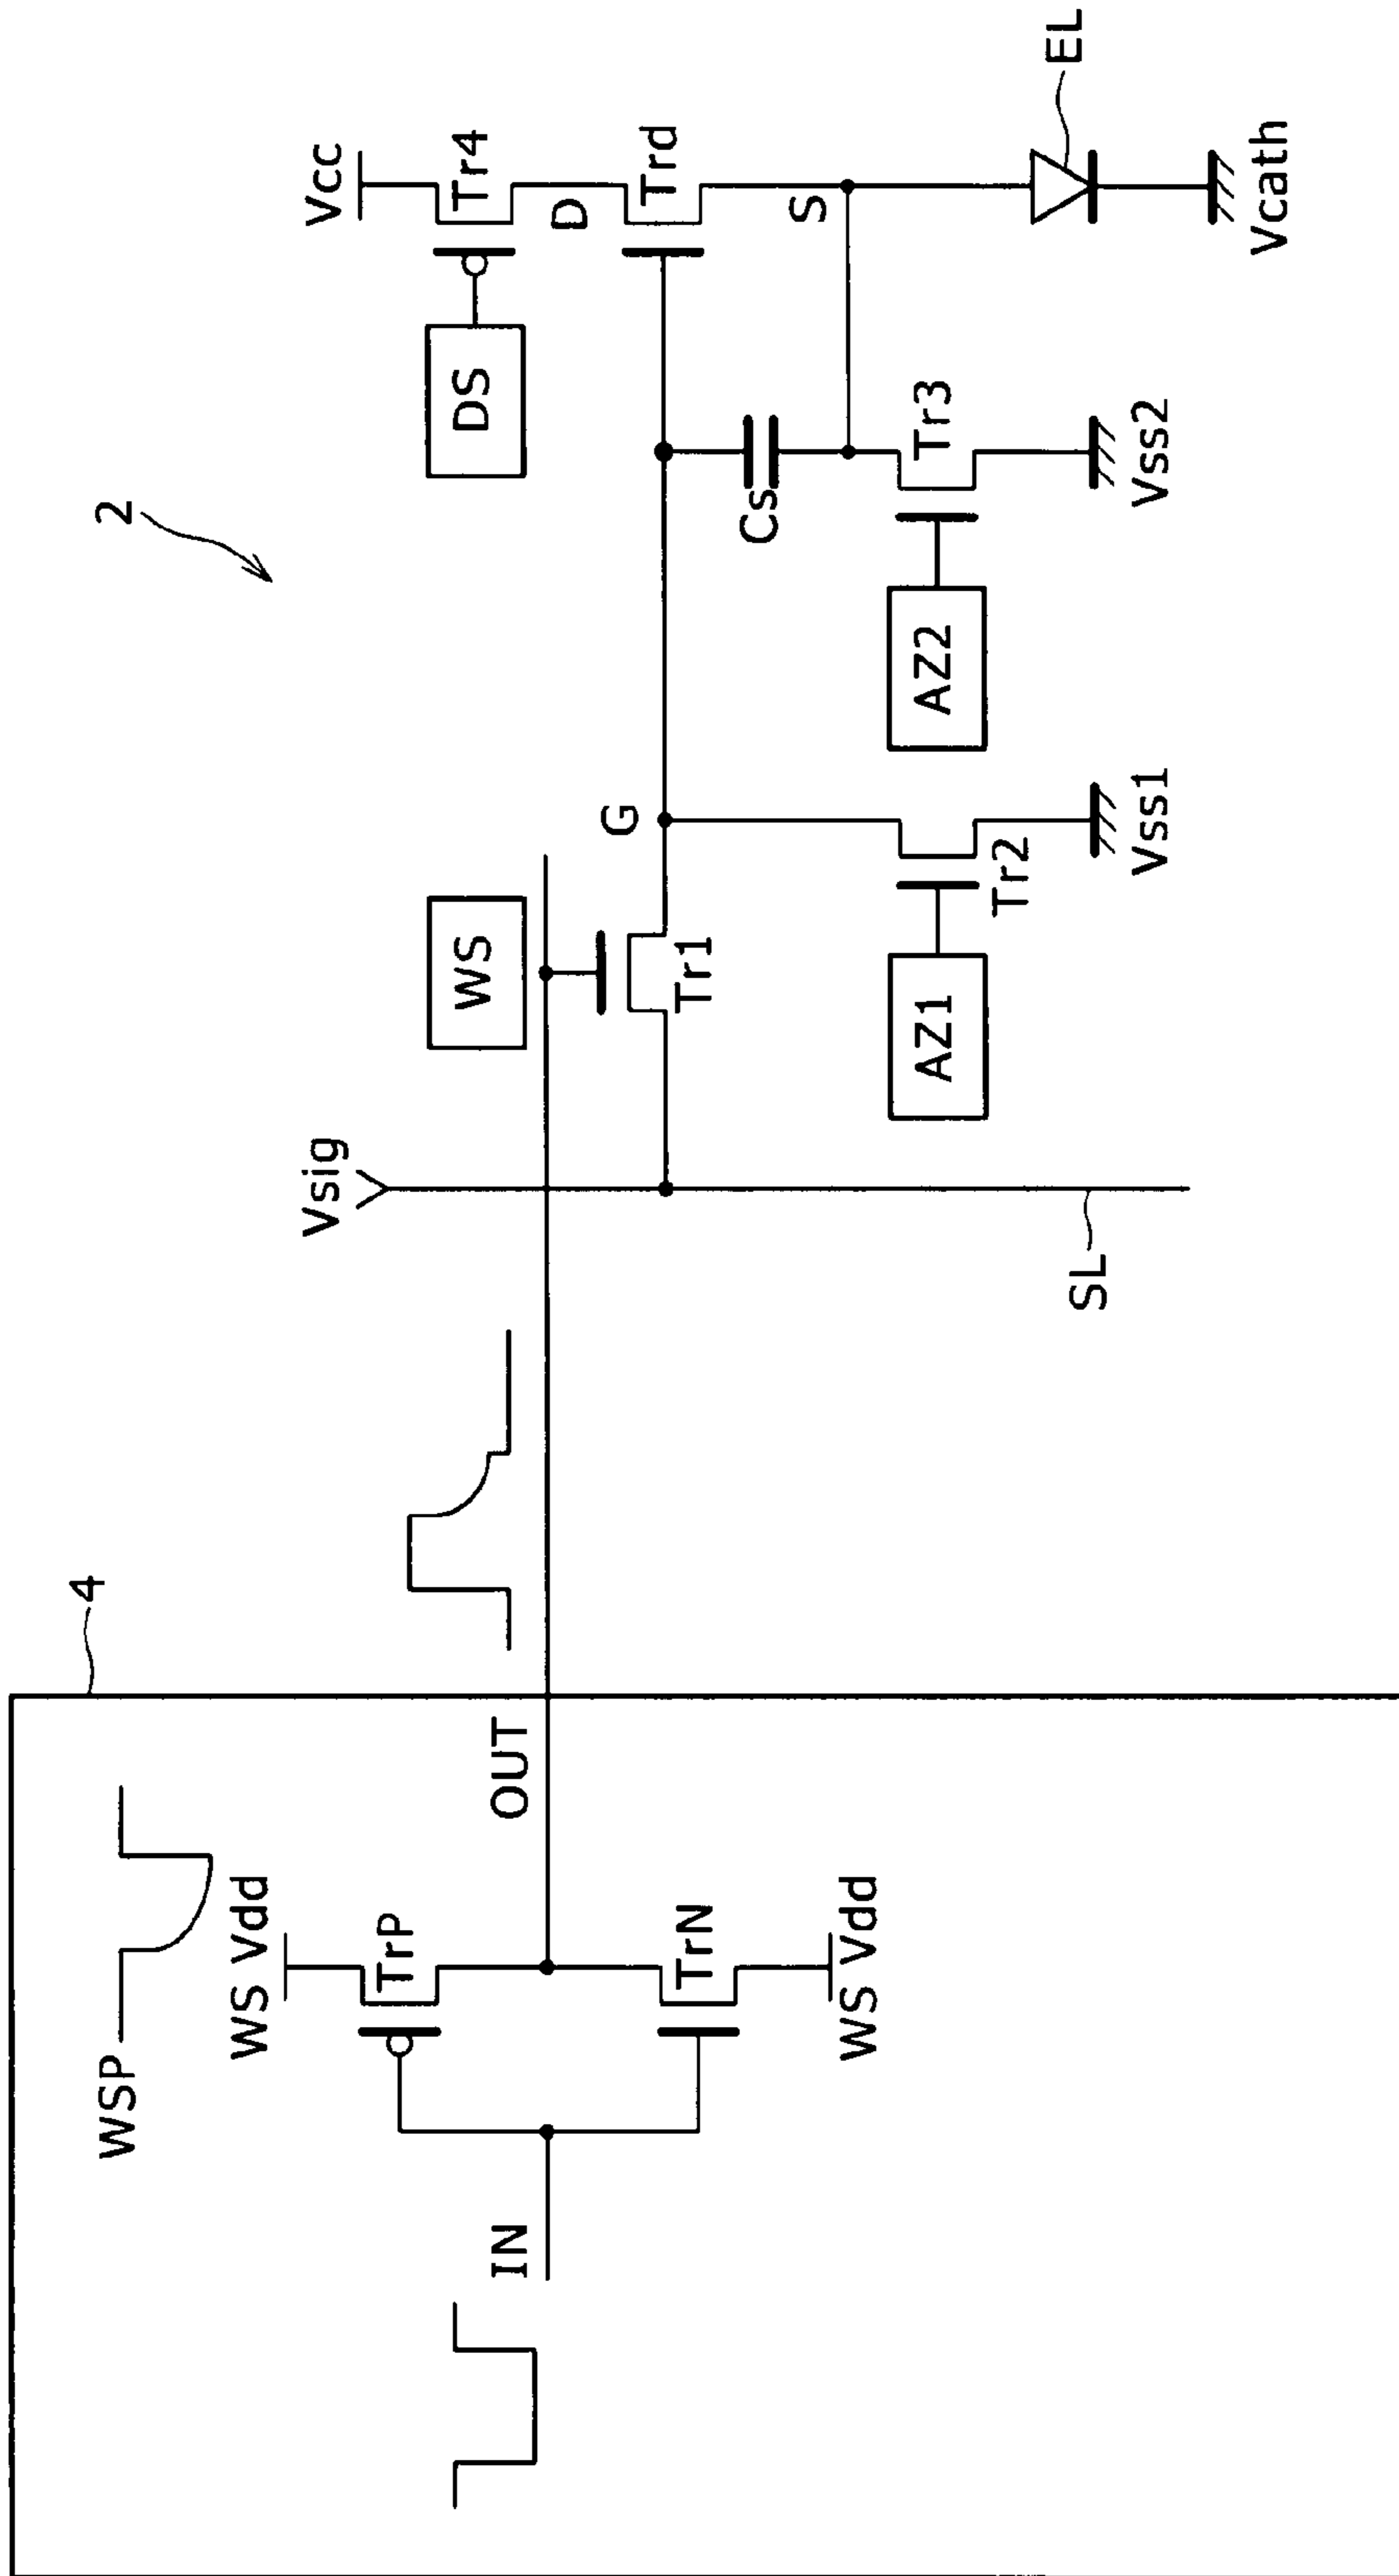 4
2
WSP
WS Vdd
TrP
IN
OUT
TrN
WS Vdd
Vsig
SL
WS
Tr1
G
AZ1
Tr2
Vss1
Vcc
DS
Tr4
D
Trd
Cs
S
AZ2
Tr3
Vss2
EL
Vcath